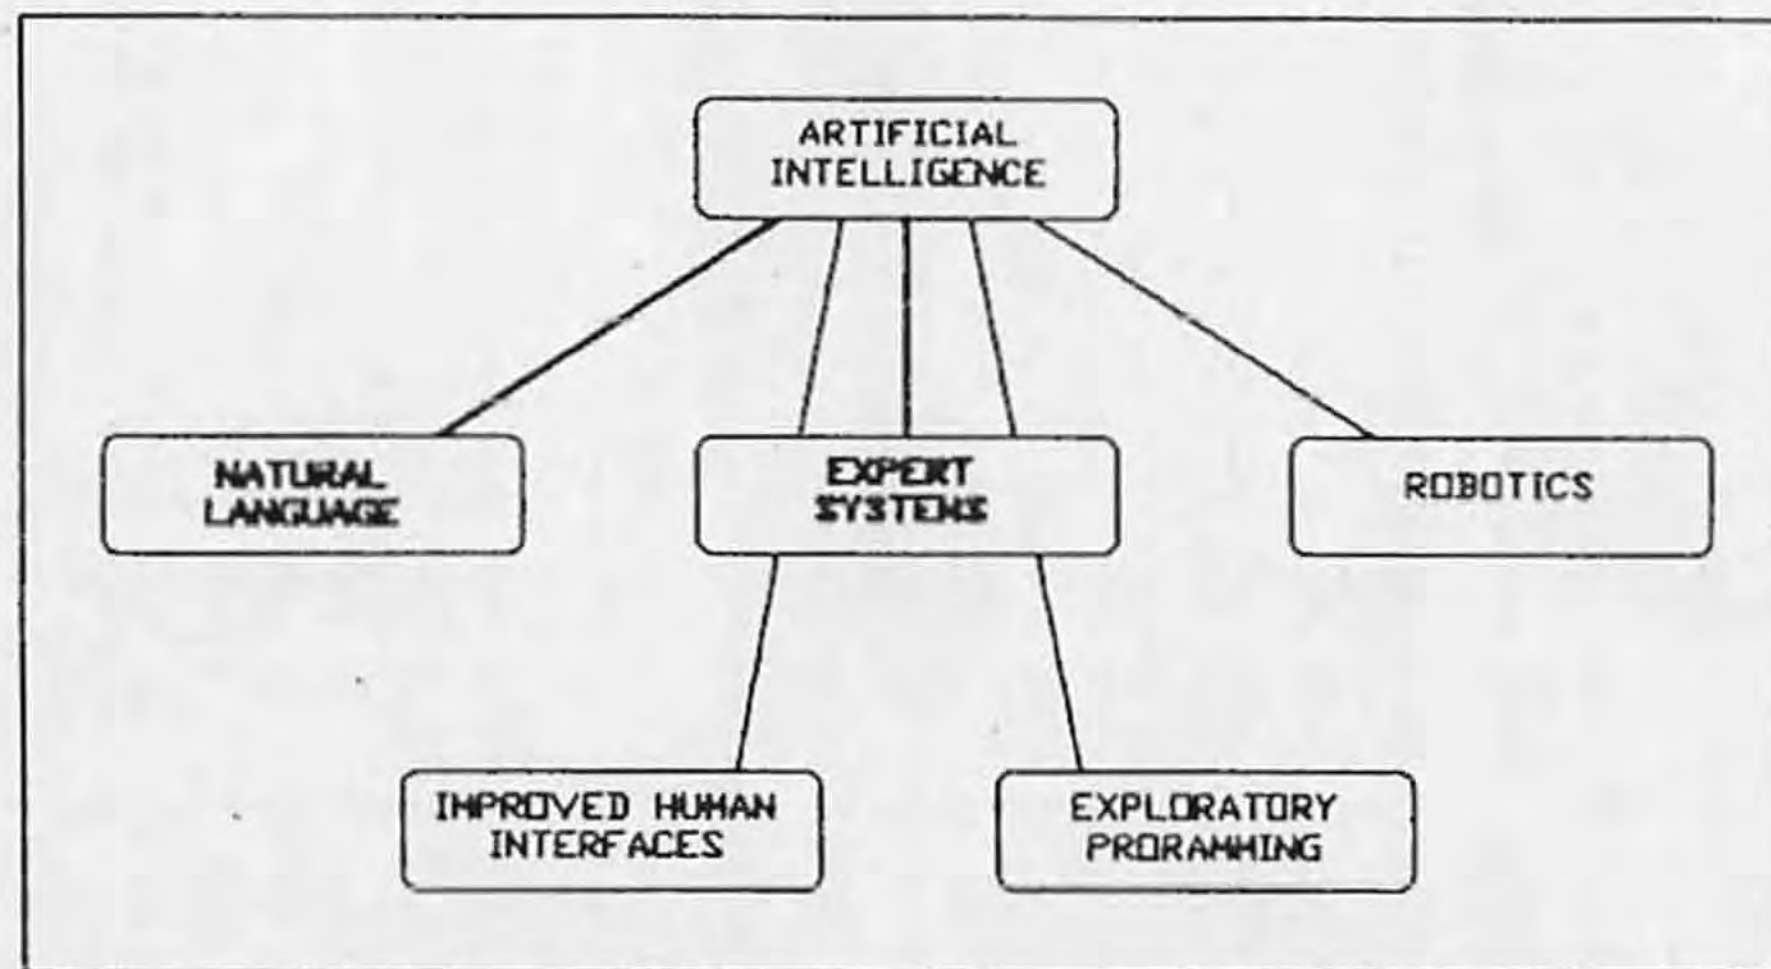 ARTIFICIAL
INTELLIGENCE
NATURAL
LANGUAGE
EXPERT
SYSTEMS
ROBOTICS
IMPROVED HUMAN
INTERFACES
EXPLORATORY
PRORAMMING